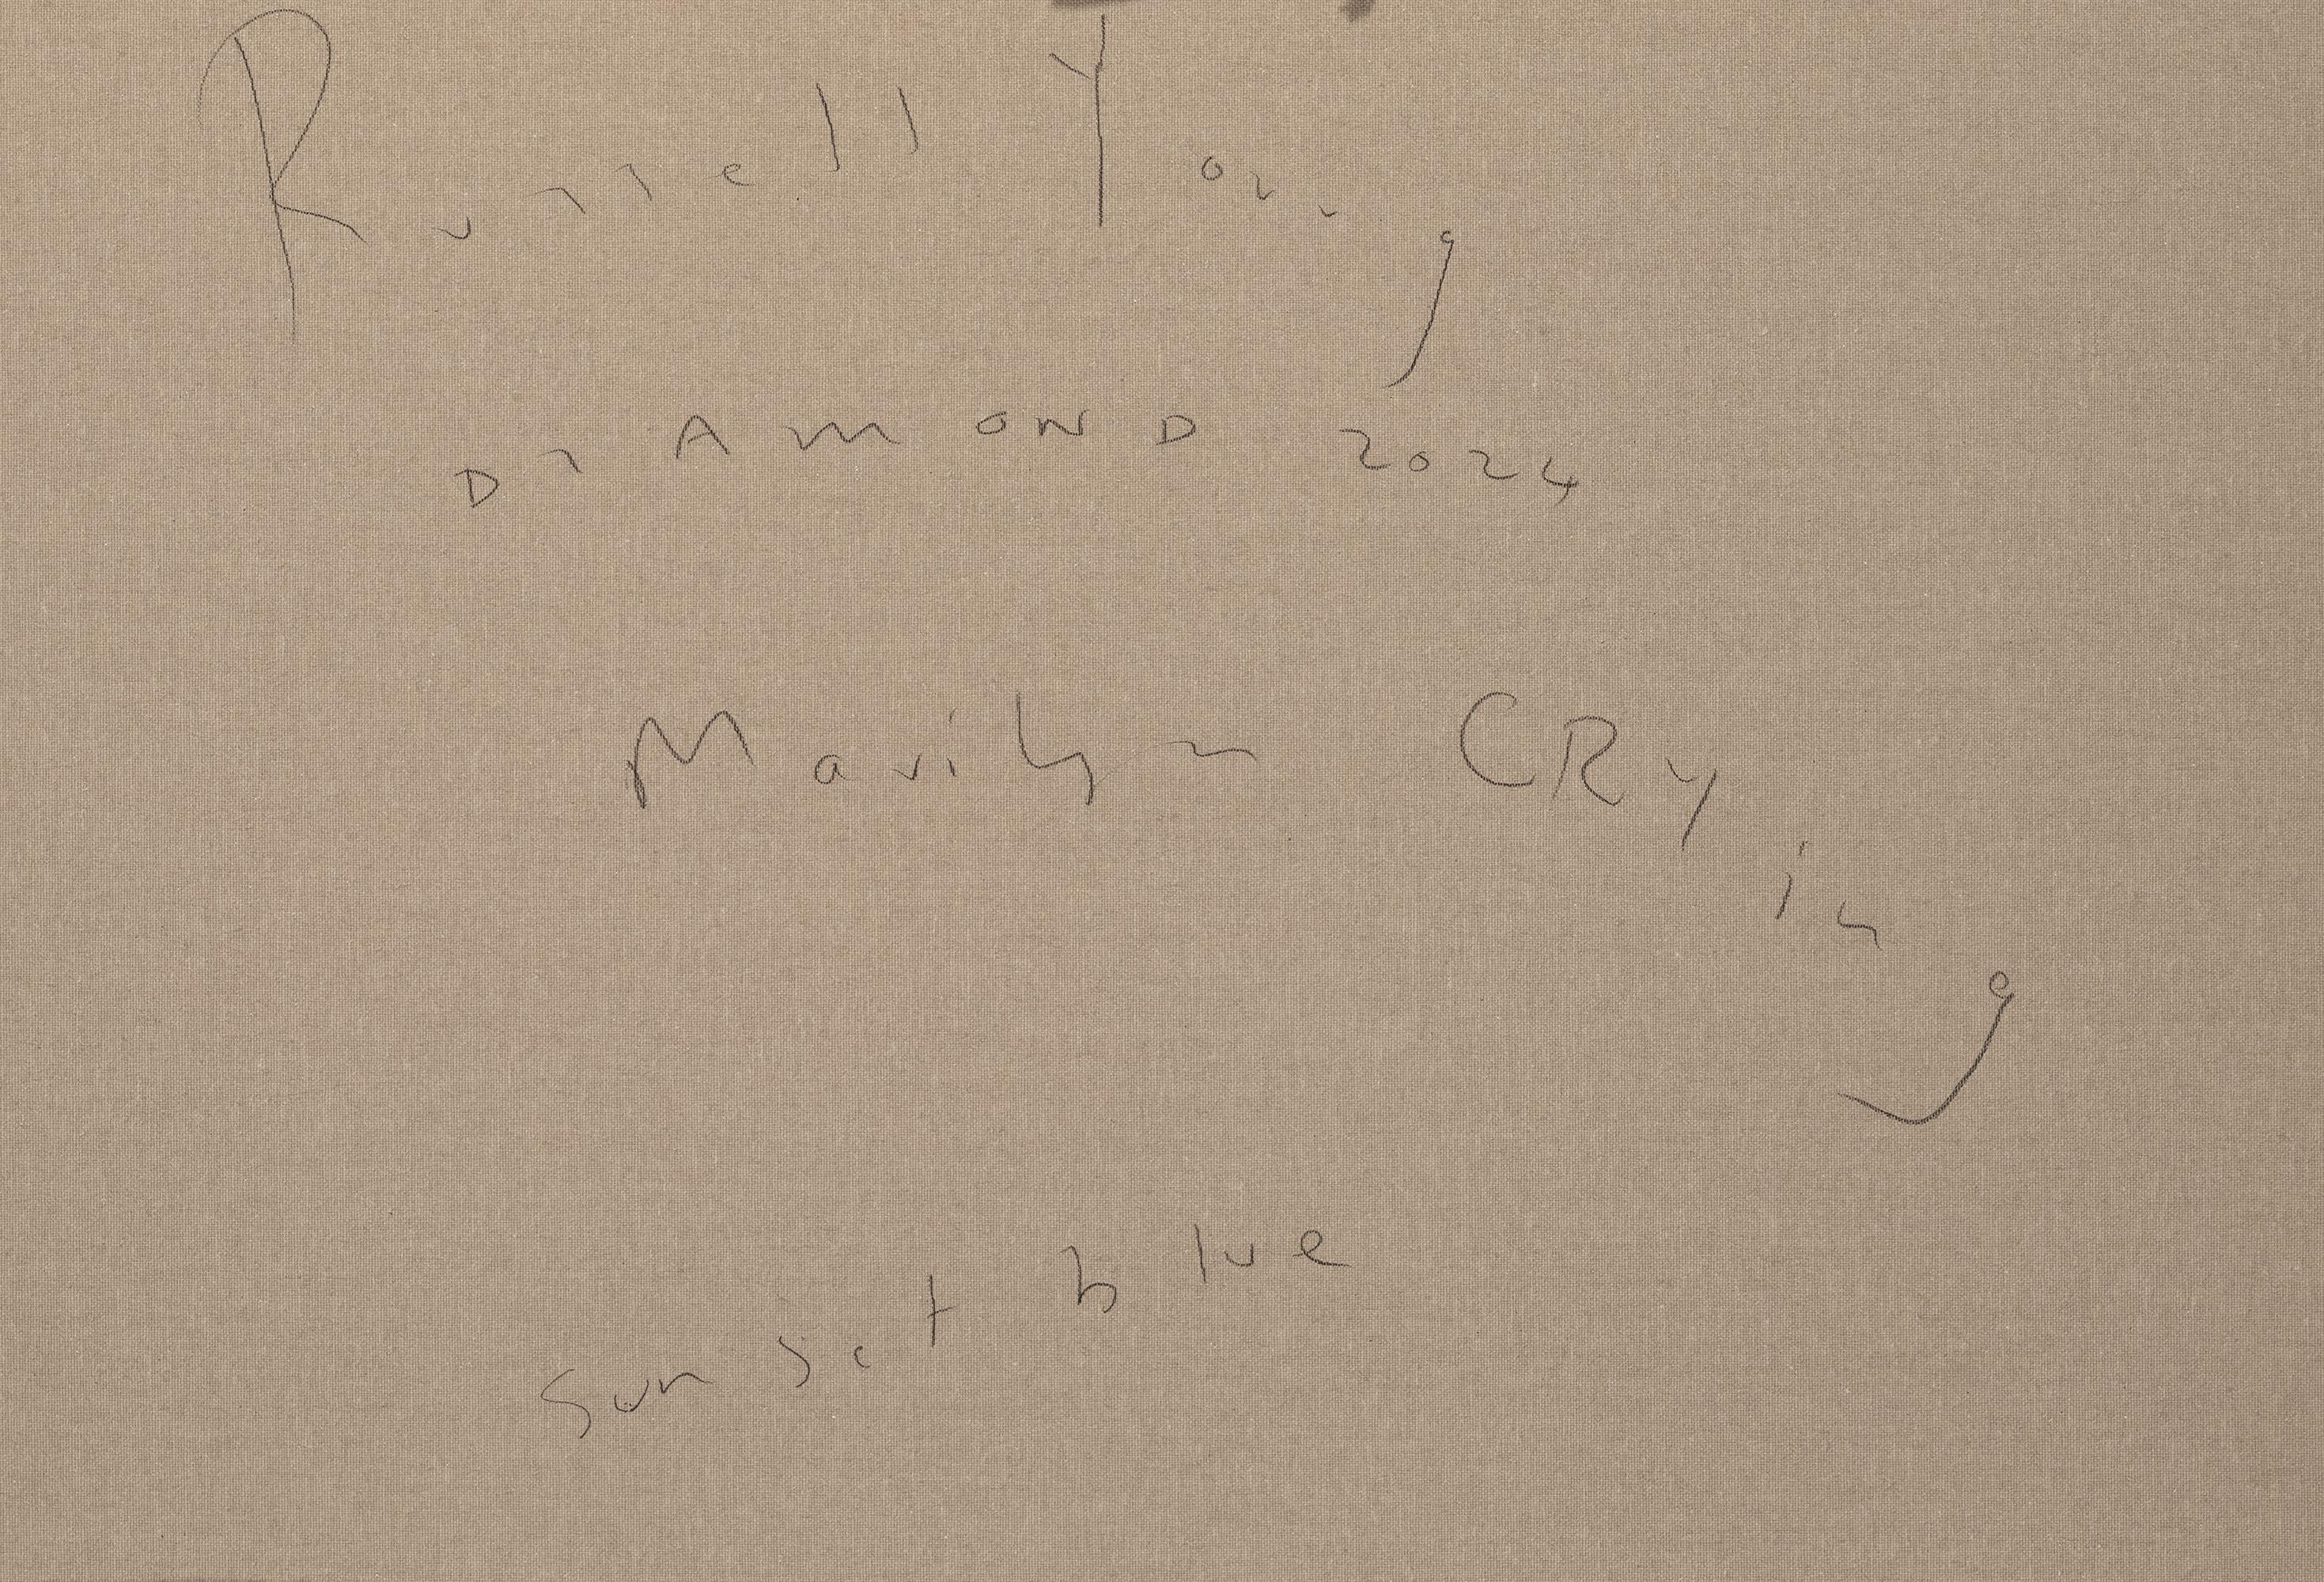 Russell Young
DIAMOND 2024
Marilyn CRying
Sunset blue